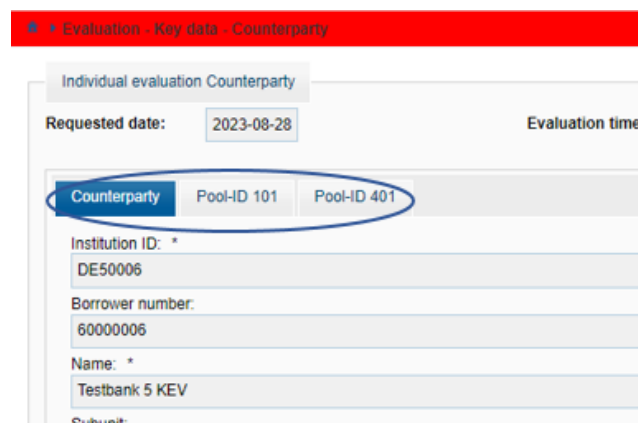 Evaluation - Key data - Counterparty
Individual evaluation Counterparty
Requested date: 2023-08-28 Evaluation time
Counterparty Pool-ID 101 Pool-ID 401
Institution ID: *
DE50006
Borrower number:
60000006
Name: *
Testbank 5 KEV
Subunit: